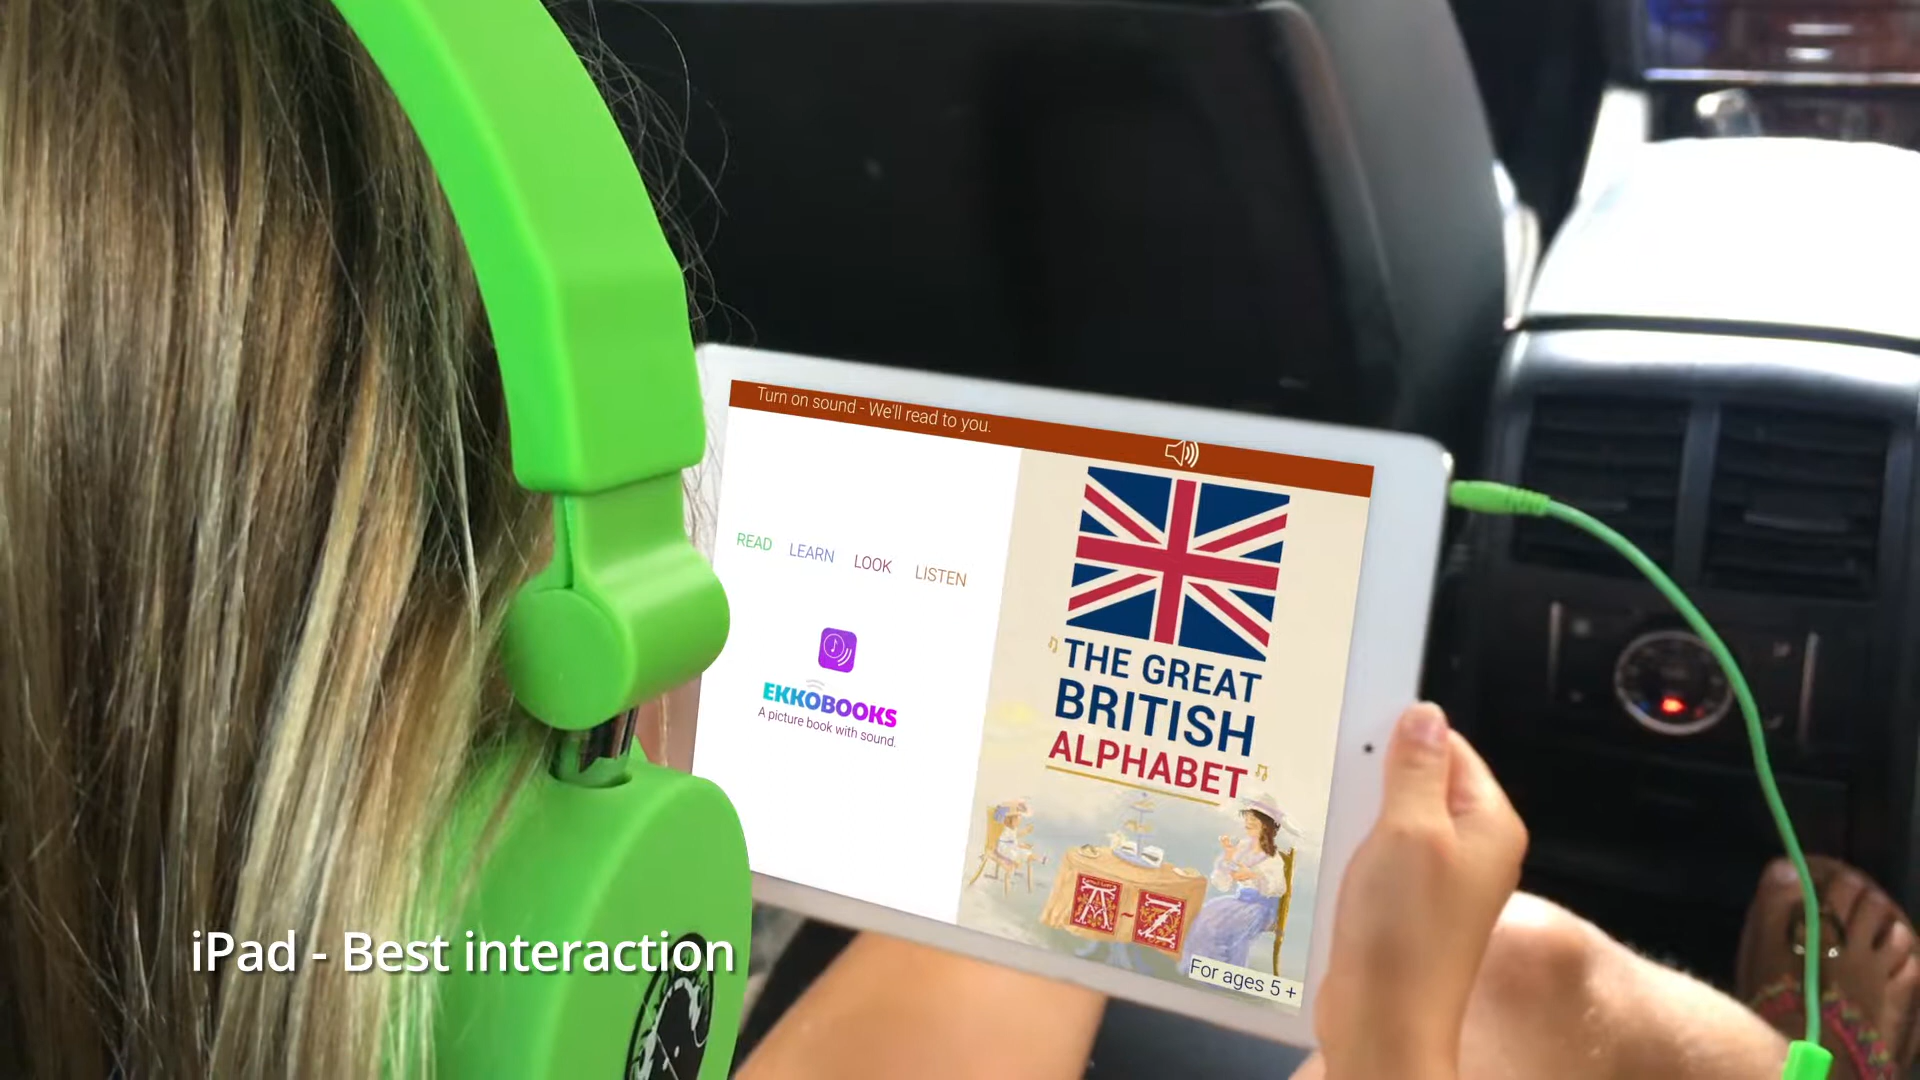 Turn on sound - We'll read to you.
READ LEARN LOOK LISTEN
EKKOBOOKS
A picture book with sound.
THE GREAT
BRITISH
ALPHABET
A - Z
For ages 5 +
iPad - Best interaction